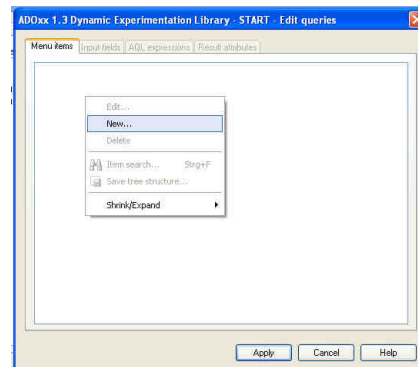 ADOxx 1.3 Dynamic Experimentation Library - START - Edit queries
Menu items Input fields AQL expressions Result attributes
Edit...
New...
Delete
Item search... Strg+F
Save tree structure...
Shrink/Expand
Apply Cancel Help